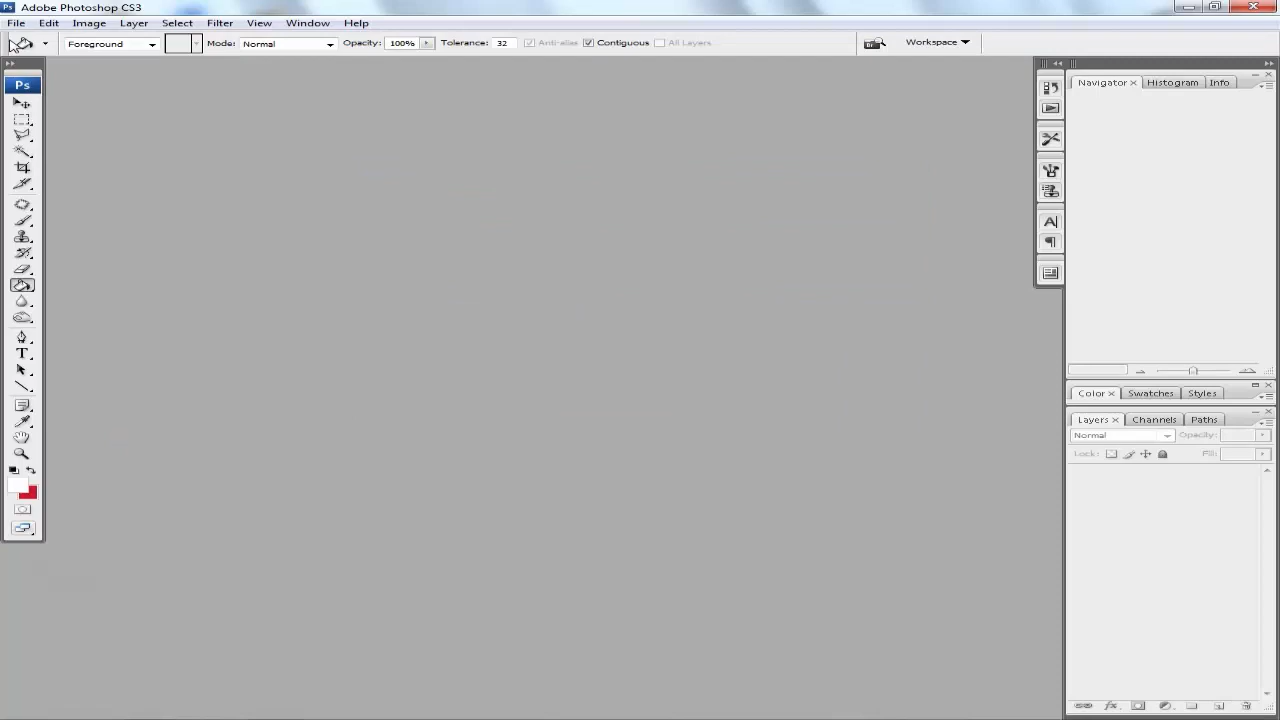 Ps Adobe Photoshop CS3
File Edit Image Layer Select Filter View Window Help
Foreground Mode: Normal Opacity: 100% Tolerance: 32 Anti-alias Contiguous All Layers Workspace
Ps
Navigator × Histogram Info
Color × Swatches Styles
Layers × Channels Paths
Normal Opacity:
Lock: Fill: